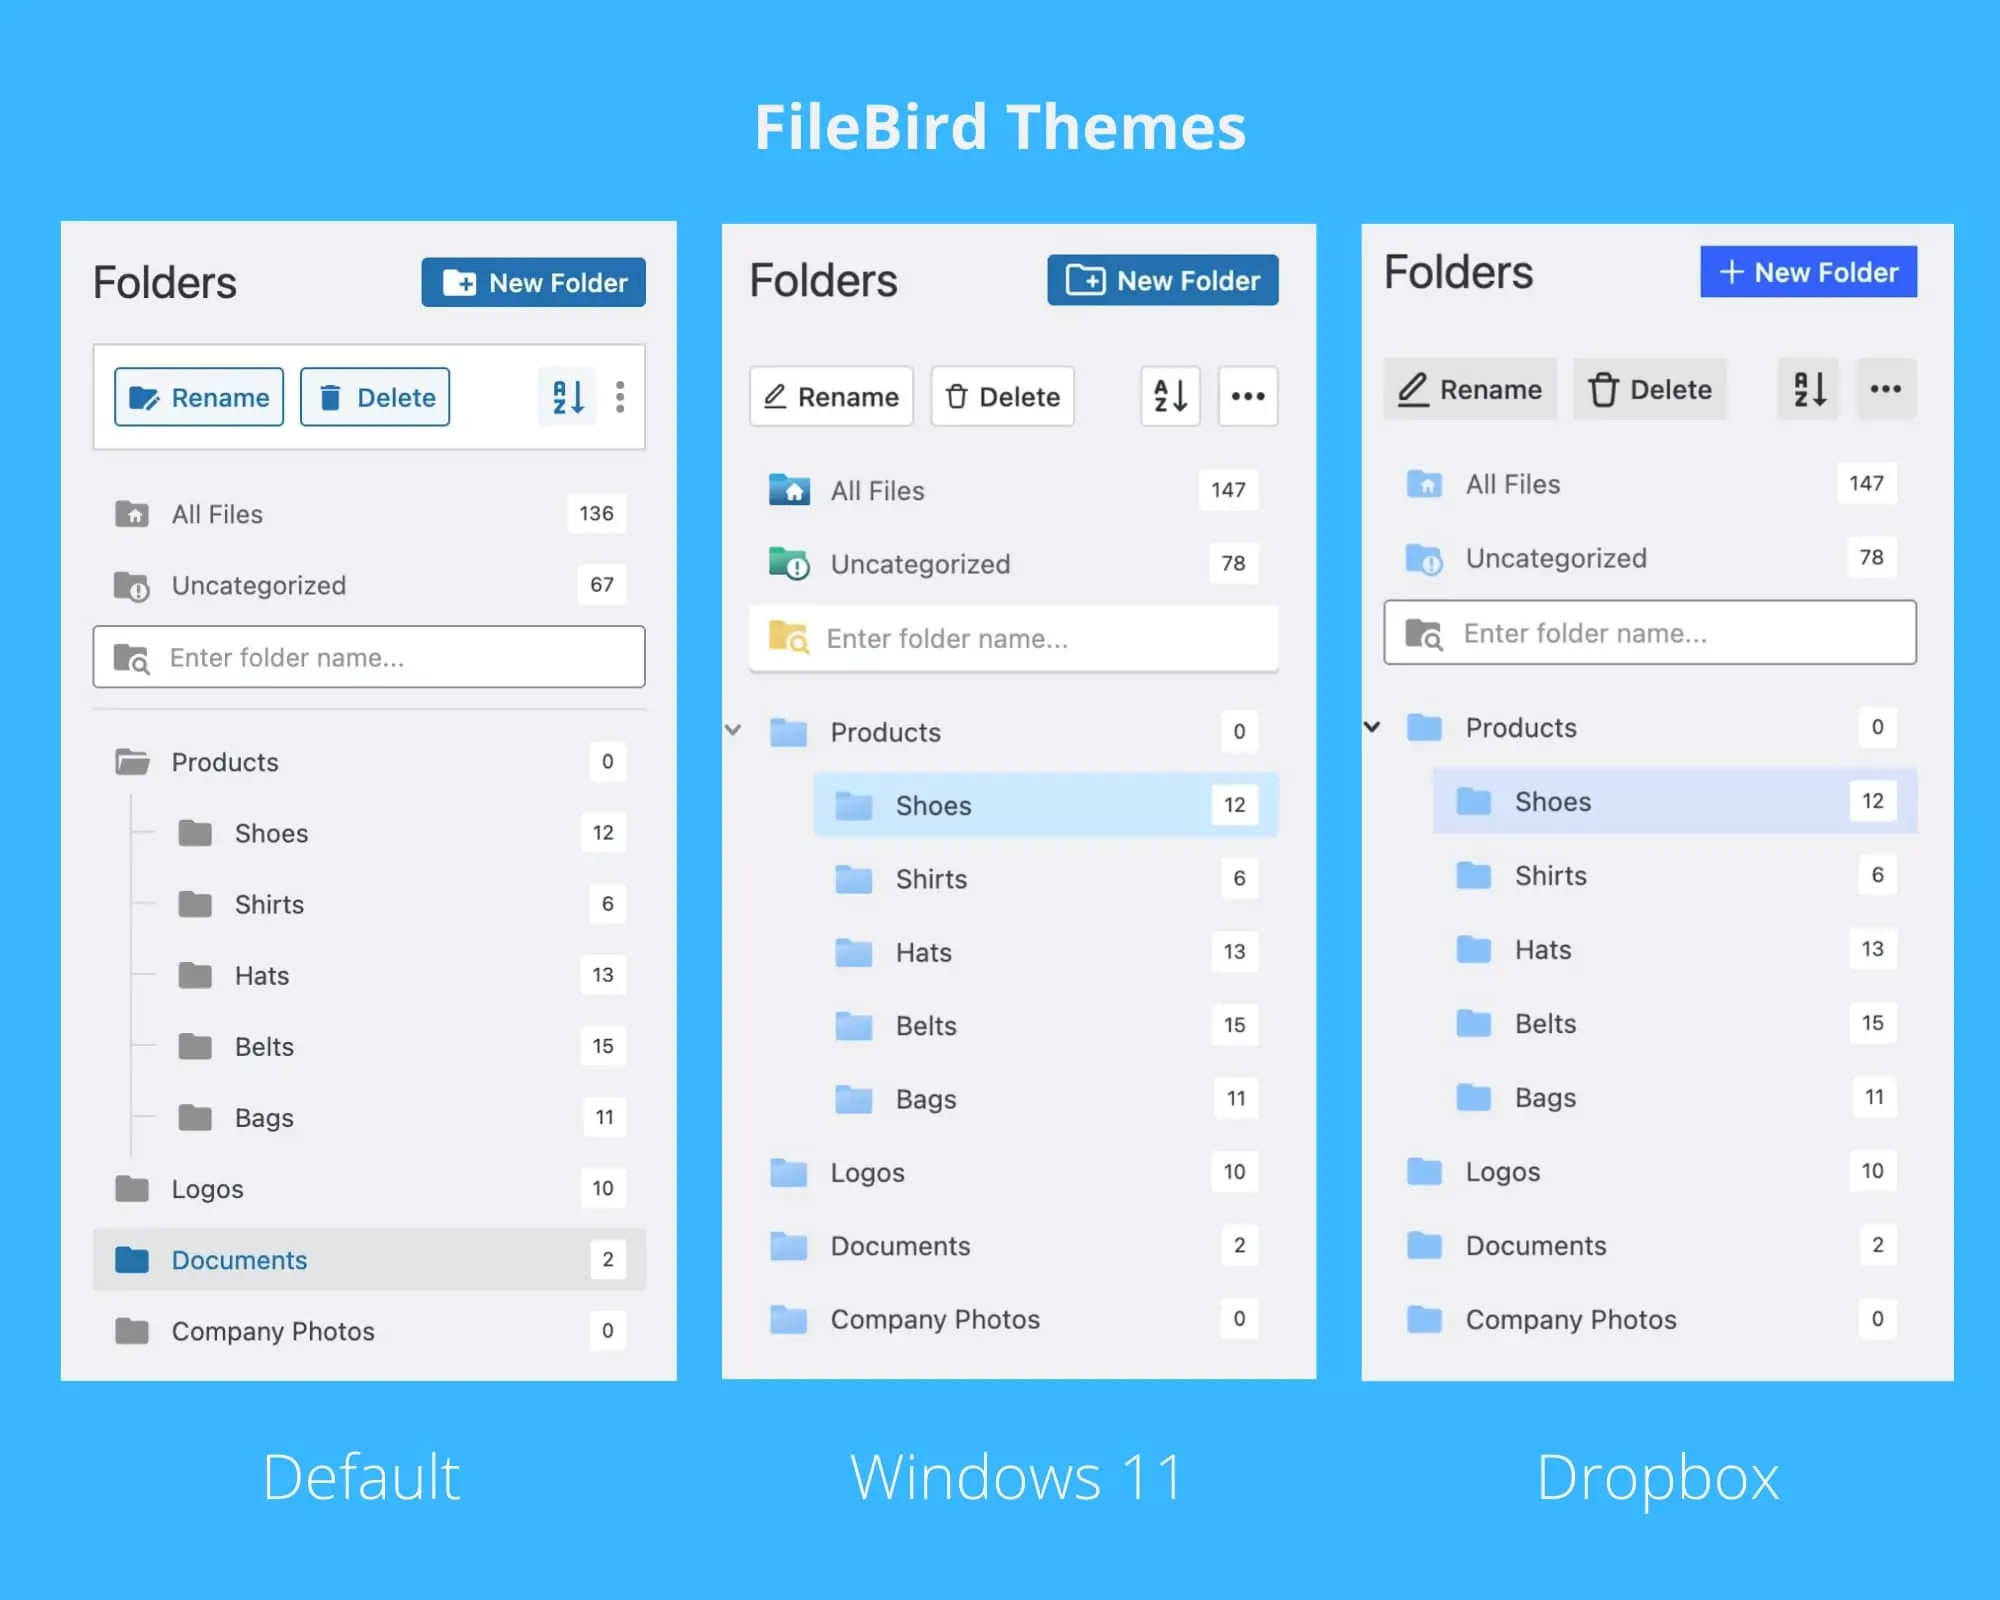 FileBird Themes
Folders
New Folder
Rename
Delete
A
Z
All Files
136
Uncategorized
67
Enter folder name...
Products
0
Shoes
12
Shirts
6
Hats
13
Belts
15
Bags
11
Logos
10
Documents
2
Company Photos
0
Default
Folders
New Folder
Rename
Delete
A
Z
All Files
147
Uncategorized
78
Enter folder name...
Products
0
Shoes
12
Shirts
6
Hats
13
Belts
15
Bags
11
Logos
10
Documents
2
Company Photos
0
Windows 11
Folders
+ New Folder
Rename
Delete
A
Z
All Files
147
Uncategorized
78
Enter folder name...
Products
0
Shoes
12
Shirts
6
Hats
13
Belts
15
Bags
11
Logos
10
Documents
2
Company Photos
0
Dropbox